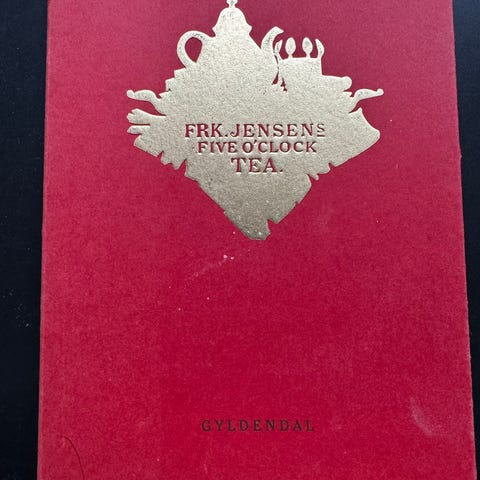 FRK. JENSENS
FIVE O'CLOCK
TEA.
GYLDENDAL